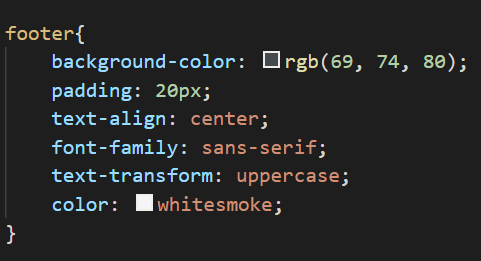 footer{
    background-color: rgb(69, 74, 80);
    padding: 20px;
    text-align: center;
    font-family: sans-serif;
    text-transform: uppercase;
    color: whitesmoke;
}